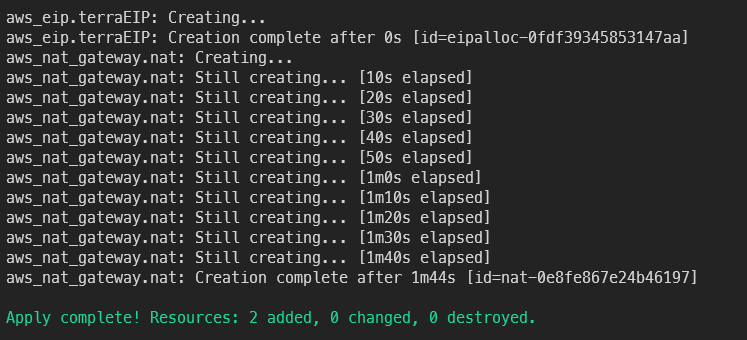 aws_eip.terraEIP: Creating...
aws_eip.terraEIP: Creation complete after 0s [id=eipalloc-0fdf39345853147aa]
aws_nat_gateway.nat: Creating...
aws_nat_gateway.nat: Still creating... [10s elapsed]
aws_nat_gateway.nat: Still creating... [20s elapsed]
aws_nat_gateway.nat: Still creating... [30s elapsed]
aws_nat_gateway.nat: Still creating... [40s elapsed]
aws_nat_gateway.nat: Still creating... [50s elapsed]
aws_nat_gateway.nat: Still creating... [1m0s elapsed]
aws_nat_gateway.nat: Still creating... [1m10s elapsed]
aws_nat_gateway.nat: Still creating... [1m20s elapsed]
aws_nat_gateway.nat: Still creating... [1m30s elapsed]
aws_nat_gateway.nat: Still creating... [1m40s elapsed]
aws_nat_gateway.nat: Creation complete after 1m44s [id=nat-0e8fe867e24b46197]
Apply complete! Resources: 2 added, 0 changed, 0 destroyed.